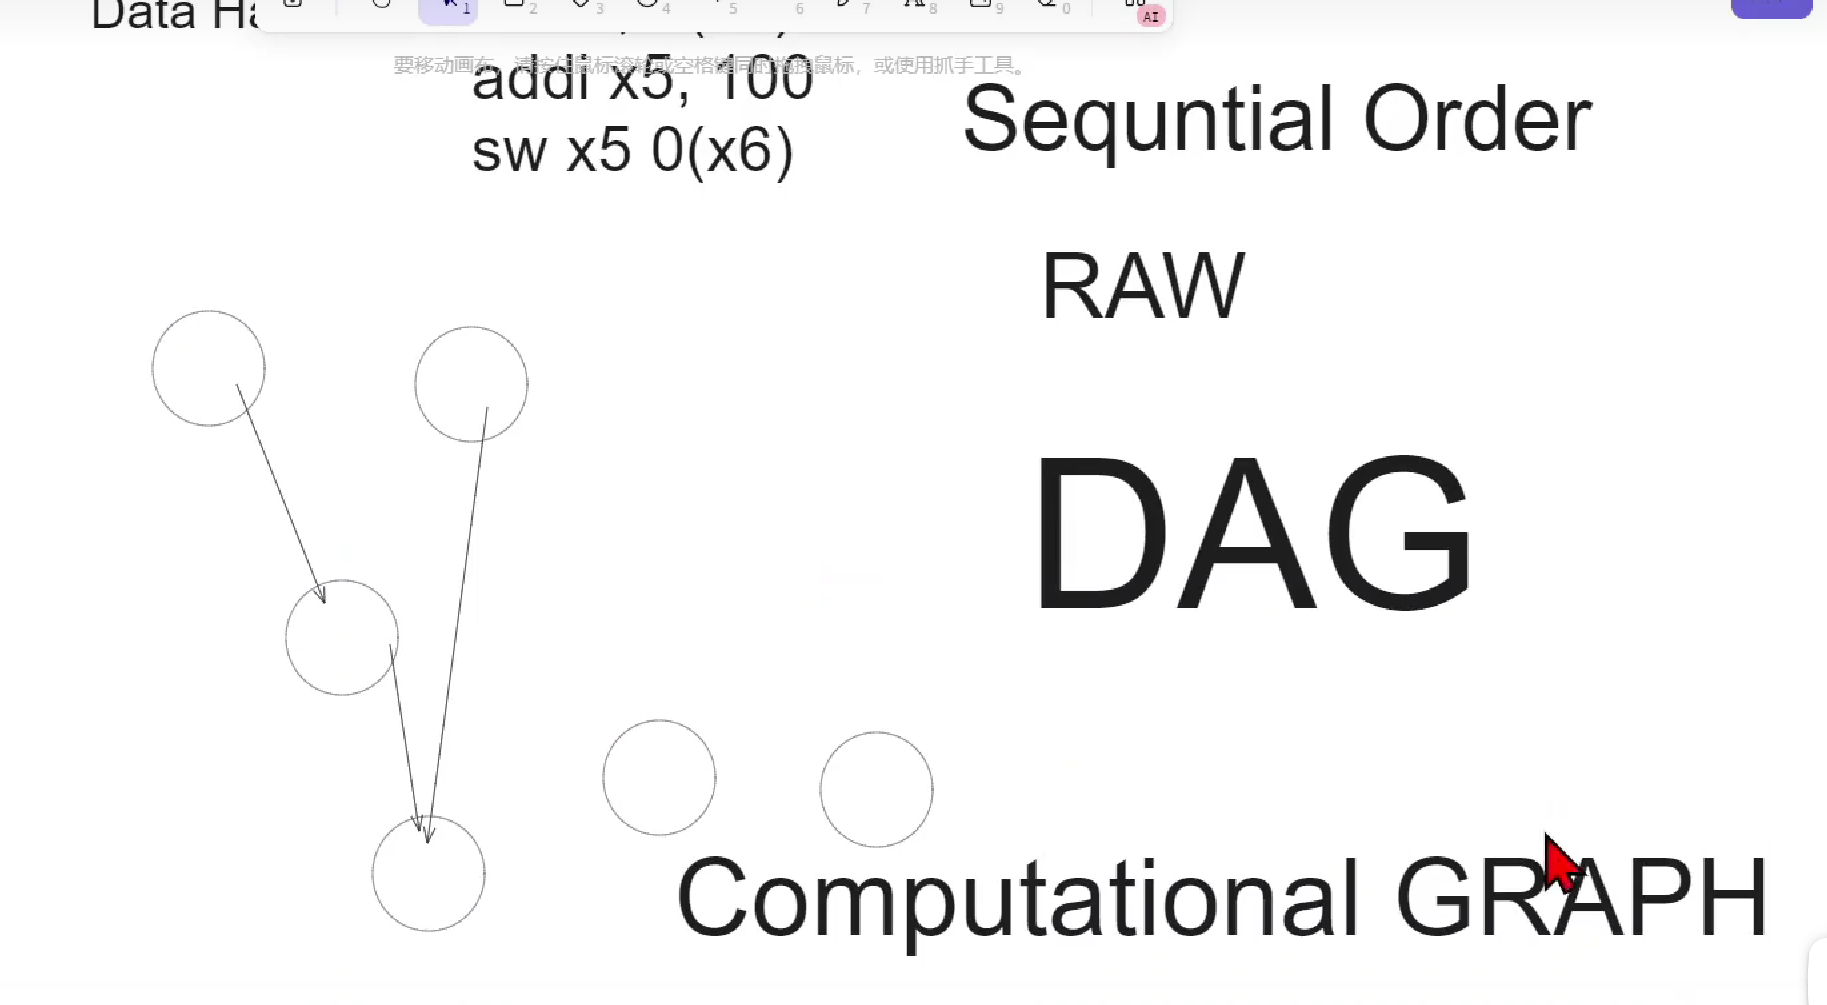 Data Ha
1
2
3
4
5
6
7
8
9
0
AI
要移动画布，请按住鼠标滚轮或空格键同时拖拽鼠标，或使用抓手工具。
addi x5, 100
sw x5 0(x6)
Sequntial Order
RAW
DAG
Computational GRAPH